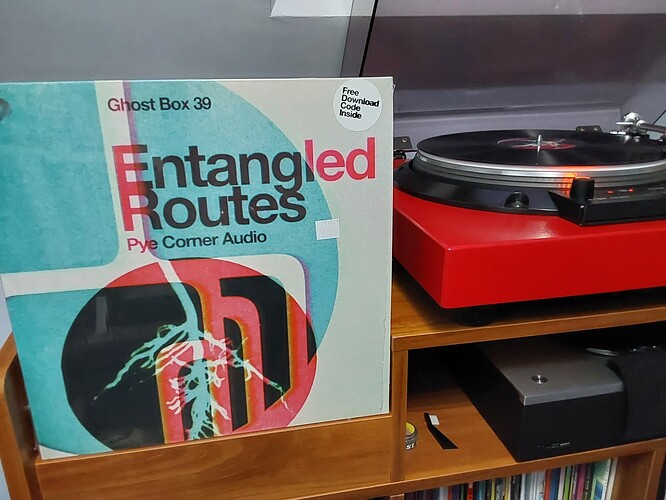 Ghost Box 39
Free
Download
Code
Inside
Entangled
Routes
Pye Corner Audio